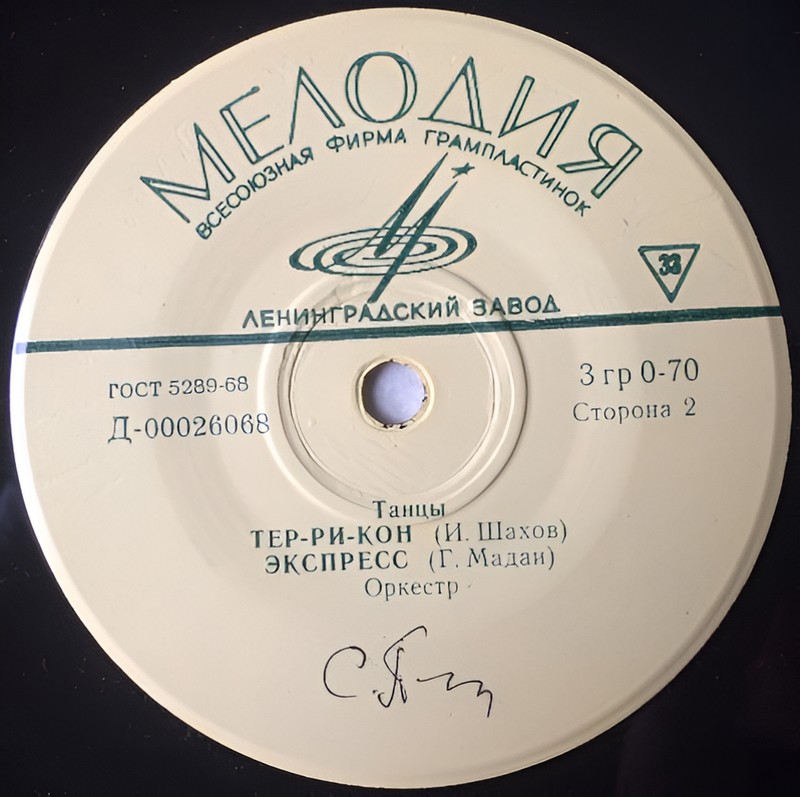 МЕЛОДИЯ
ВСЕСОЮЗНАЯ ФИРМА ГРАМПЛАСТИНОК
33
ЛЕНИНГРАДСКИЙ ЗАВОД
ГОСТ 5289-68
3 гр 0-70
Д-00026068
Сторона 2
Танцы
ТЕР-РИ-КОН (И. Шахов)
ЭКСПРЕСС (Г. Мадан)
Оркестр